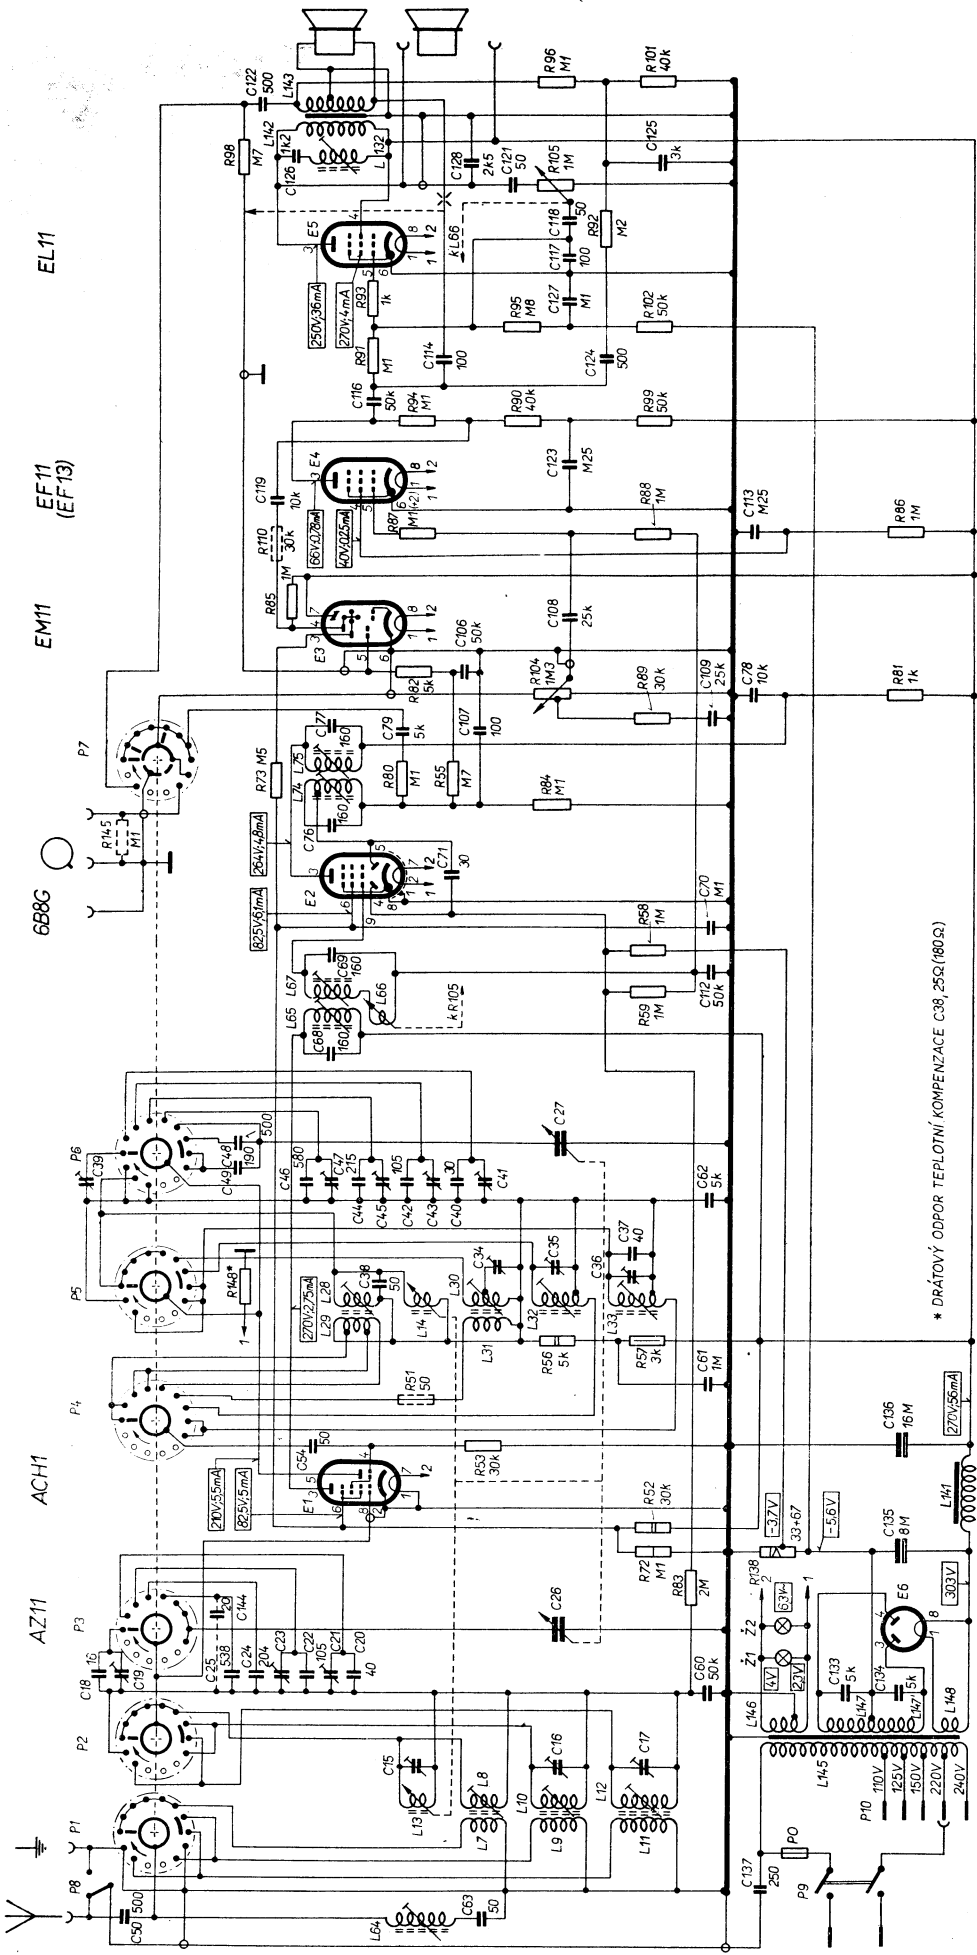 AZ11
ACH1
6B8G
EM11
EF11
(EF13)
EL11
P8
P1
P2
P3
P4
P5
P6
P7
C50
500
L64
C63
50
C18
16
C19
C25
538
C24
204
C23
C22
105
C21
C20
40
20
C144
C15
L13
L7
L8
L10
C16
L9
L12
C17
L11
C26
C60
50k
210V;5,5mA
82,5V;5mA
E1
C54
50
R53
30k
R52
30k
R72
M1
R83
2M
R51
50
R148*
270V;2,75mA
L29
L28
C38
50
L14
L30
C34
L31
L32
C35
R56
5k
L33
C36
C37
40
R57
3k
C61
1M
C62
5k
C39
C49
190
C48
500
C46
580
C47
C44
215
C45
C42
105
C43
C40
30
C41
C27
L65
L67
C68
160
C69
160
L66
kR105
R59
1M
R58
1M
C112
50k
C70
M1
82,5V;6,1mA
264V;4,8mA
E2
C71
30
R145
M1
R73 M5
L74
L75
C76
160
C77
160
C79
5k
R80
M1
R55
M7
R84
M1
C107
100
R82
5k
C106
50k
E3
R85
1M
R110
30k
C119
10k
R104
1M3
R89
30k
C109
25k
C78
10k
R81
1k
C108
25k
66V;0,78mA
40V;0,25mA
E4
R87
M1(+2)
R88
1M
C113
M25
R86
1M
C123
M25
C116
50k
R94
M1
R90
40k
R99
50k
R91
M1
R93
1k
C114
100
250V;36mA
270V;4mA
E5
R95
M8
C127
M1
R102
50k
C124
500
C117
100
C118
50
R92
M2
kL66
R98
M7
C122
500
L143
L142
1k2
C126
L132
C128
2k5
C121
50
R105
1M
C125
3k
R96
M1
R101
40k
C137
250
PO
P9
P10
110V
125V
150V
220V
240V
L145
L146
4V
2,3V
6,3V
Ž1
Ž2
R138
-3,7V
33+67
-5,6V
C133
5k
C134
5k
L147
L147'
L148
E6
C135
8M
303V
L141
C136
16M
270V;56mA
* DRÁTOVÝ ODPOR TEPLOTNÍ KOMPENZACE C38, 25Ω (180Ω)